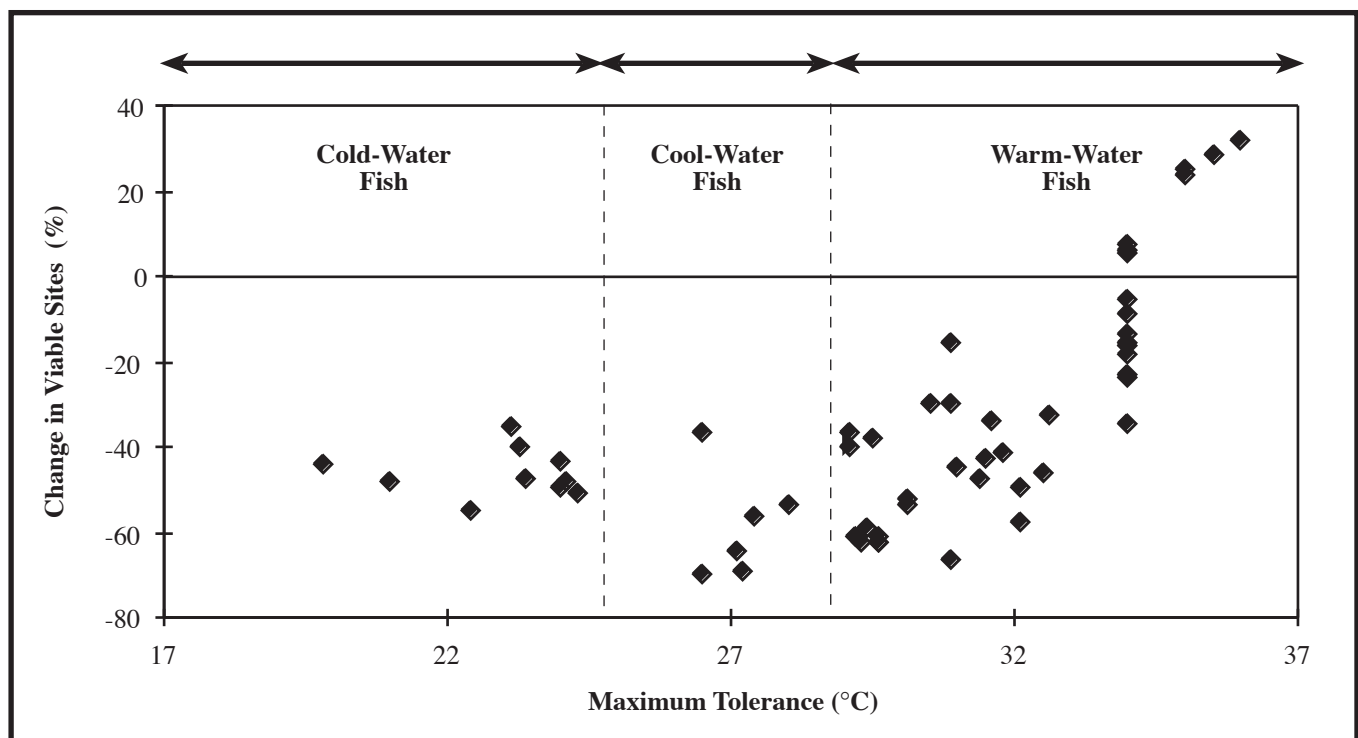 Cold-Water
Fish
Cool-Water
Fish
Warm-Water
Fish
40
20
0
-20
-40
-60
-80
Change in Viable Sites (%)
17
22
27
32
37
Maximum Tolerance (°C)